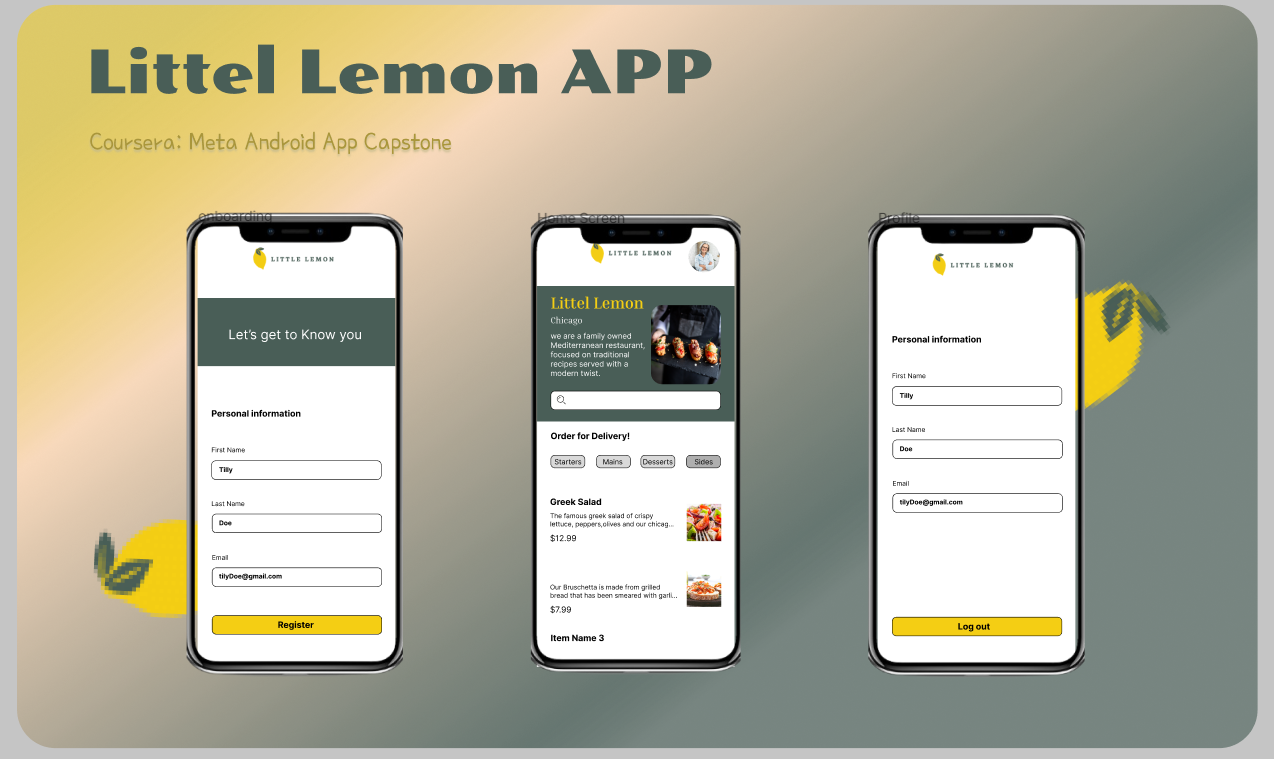 Littel Lemon APP
Coursera: Meta Android App Capstone
onboarding
LITTLE LEMON
Let's get to Know you
Personal information
First Name
Tilly
Last Name
Doe
Email
tilyDoe@gmail.com
Register
Home Screen
LITTLE LEMON
Littel Lemon
Chicago
we are a family owned
Mediterranean restaurant,
focused on traditional
recipes served with a
modern twist.
Order for Delivery!
Starters Mains Desserts Sides
Greek Salad
The famous greek salad of crispy
lettuce, peppers,olives and our chicag...
$12.99
Our Bruschetta is made from grilled
bread that has been smeared with garli...
$7.99
Item Name 3
Profile
LITTLE LEMON
Personal information
First Name
Tilly
Last Name
Doe
Email
tilyDoe@gmail.com
Log out